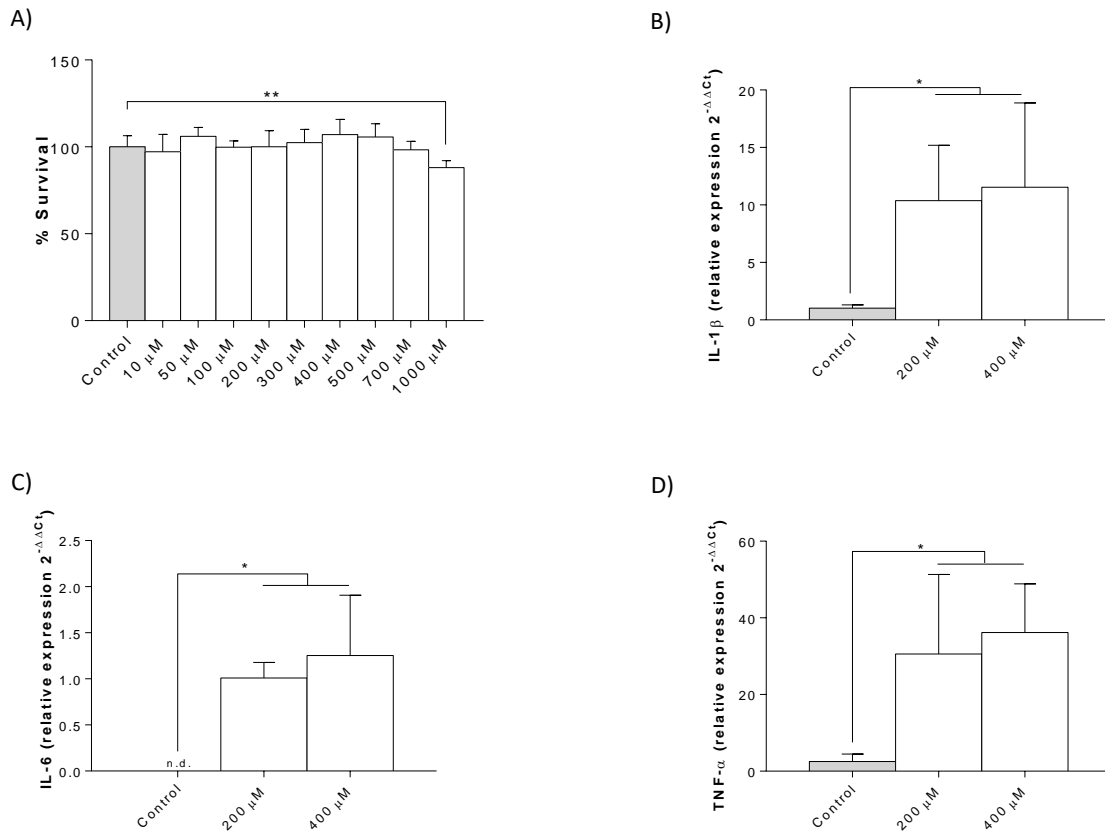 A)
150
100
50
0
% Survival
**
Control
10 μM
50 μM
100 μM
200 μM
300 μM
400 μM
500 μM
700 μM
1000 μM
B)
20
15
10
5
0
IL-1β (relative expression 2^-ΔΔCt)
*
Control
200 μM
400 μM
C)
2.5
2.0
1.5
1.0
0.5
0.0
IL-6 (relative expression 2^-ΔΔCt)
*
n.d.
Control
200 μM
400 μM
D)
60
40
20
0
TNF-α (relative expression 2^-ΔΔCt)
*
Control
200 μM
400 μM